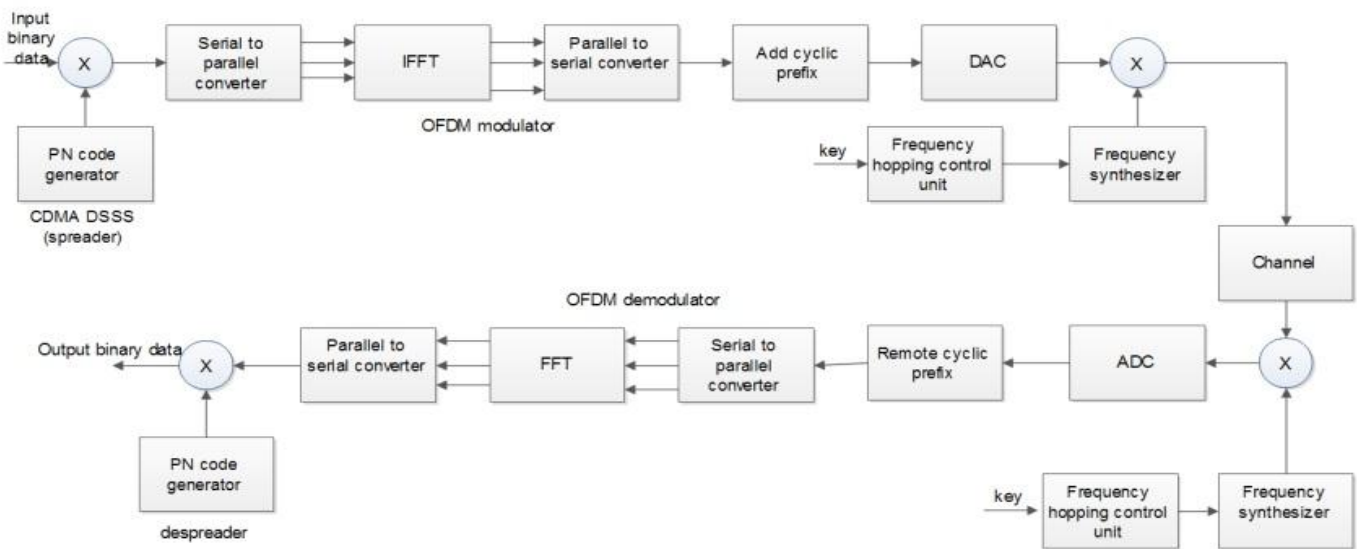 Input
binary
data
X
Serial to
parallel
converter
IFFT
Parallel to
serial converter
Add cyclic
prefix
DAC
X
OFDM modulator
PN code
generator
CDMA DSSS
(spreader)
key
Frequency
hopping control
unit
Frequency
synthesizer
Channel
OFDM demodulator
Output binary data
X
Parallel to
serial converter
FFT
Serial to
parallel
converter
Remote cyclic
prefix
ADC
X
PN code
generator
despreader
key
Frequency
hopping control
unit
Frequency
synthesizer